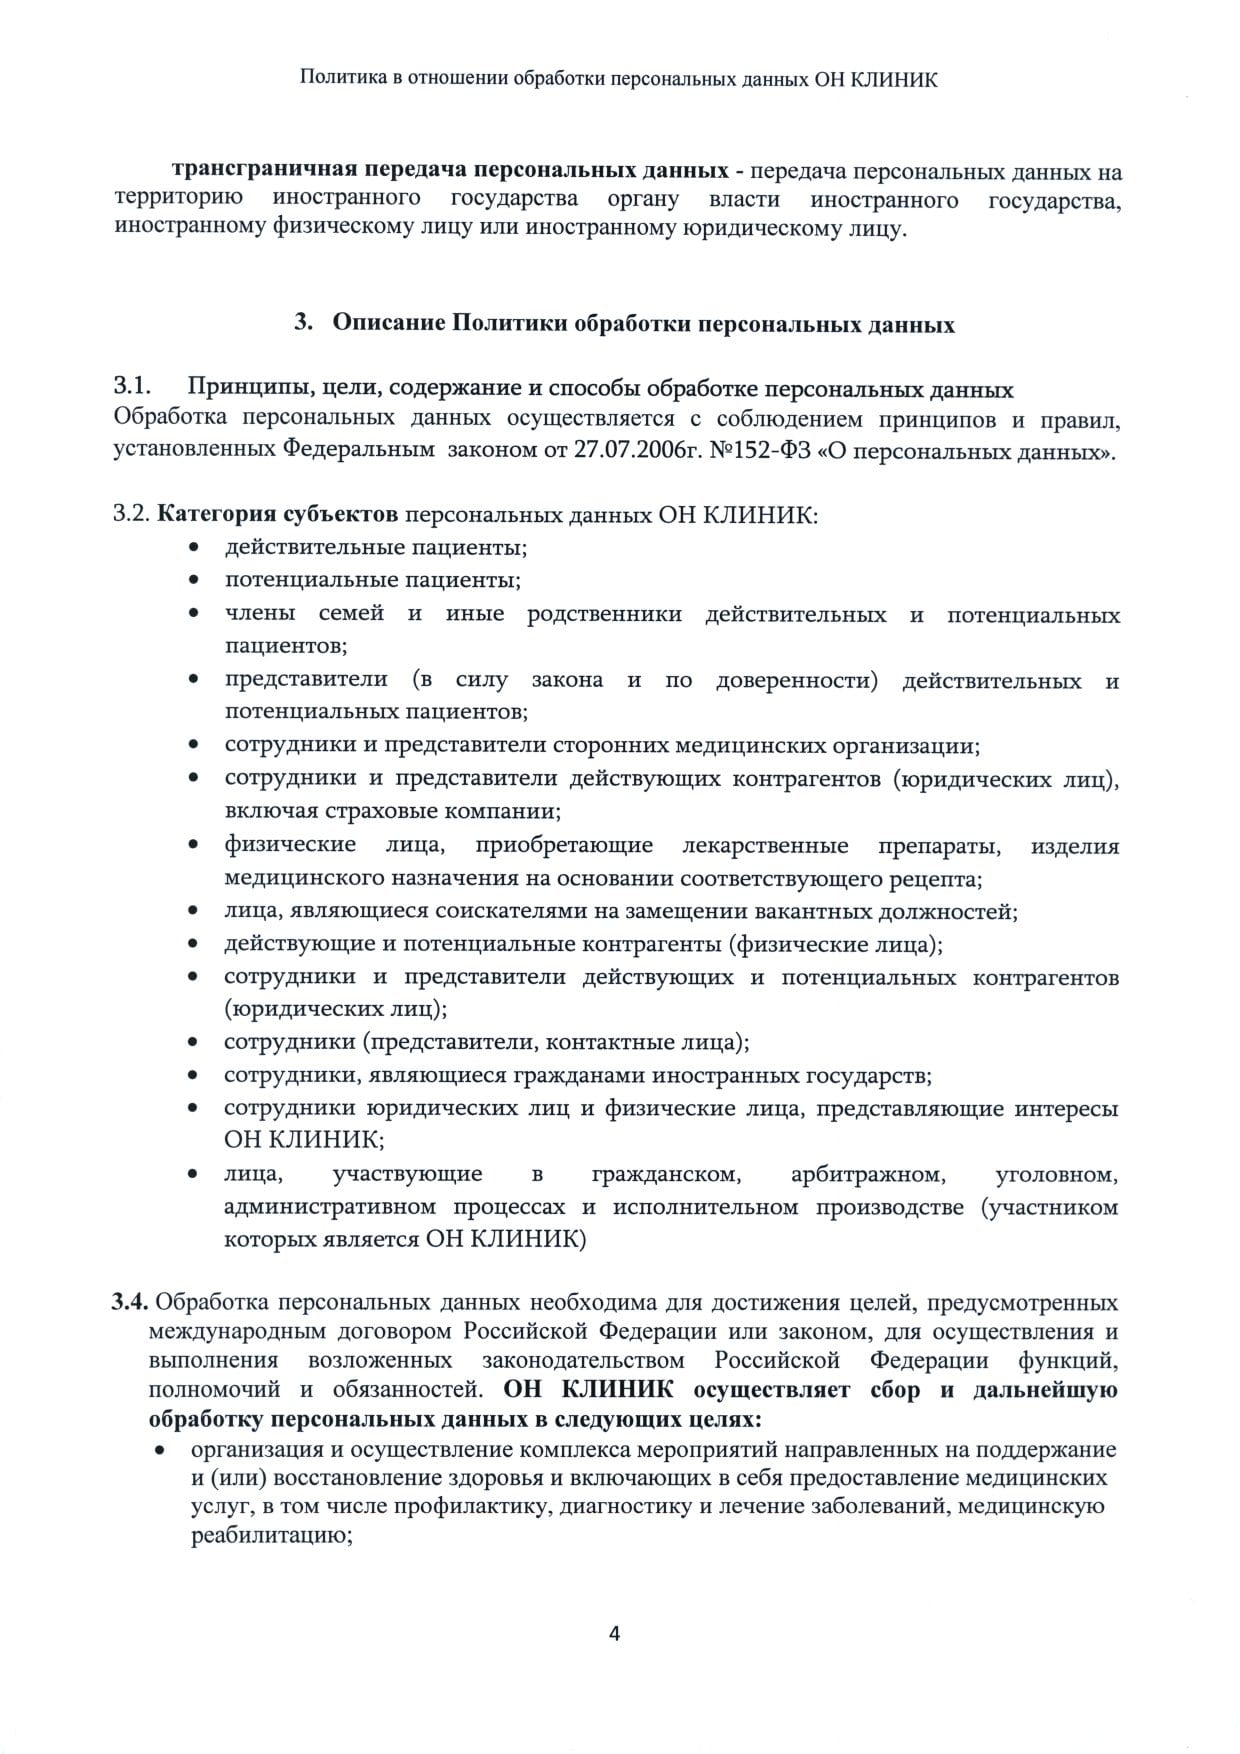 Политика в отношении обработки персональных данных ОН КЛИНИК
трансграничная передача персональных данных - передача персональных данных на
территорию иностранного государства органу власти иностранного государства,
иностранному физическому лицу или иностранному юридическому лицу.
3. Описание Политики обработки персональных данных
3.1. Принципы, цели, содержание и способы обработке персональных данных
Обработка персональных данных осуществляется с соблюдением принципов и правил,
установленных Федеральным законом от 27.07.2006г. №152-ФЗ «О персональных данных».
3.2. Категория субъектов персональных данных ОН КЛИНИК:
• действительные пациенты;
• потенциальные пациенты;
• члены семей и иные родственники действительных и потенциальных
пациентов;
• представители (в силу закона и по доверенности) действительных и
потенциальных пациентов;
• сотрудники и представители сторонних медицинских организации;
• сотрудники и представители действующих контрагентов (юридических лиц),
включая страховые компании;
• физические лица, приобретающие лекарственные препараты, изделия
медицинского назначения на основании соответствующего рецепта;
• лица, являющиеся соискателями на замещении вакантных должностей;
• действующие и потенциальные контрагенты (физические лица);
• сотрудники и представители действующих и потенциальных контрагентов
(юридических лиц);
• сотрудники (представители, контактные лица);
• сотрудники, являющиеся гражданами иностранных государств;
• сотрудники юридических лиц и физические лица, представляющие интересы
ОН КЛИНИК;
• лица, участвующие в гражданском, арбитражном, уголовном,
административном процессах и исполнительном производстве (участником
которых является ОН КЛИНИК)
3.4. Обработка персональных данных необходима для достижения целей, предусмотренных
международным договором Российской Федерации или законом, для осуществления и
выполнения возложенных законодательством Российской Федерации функций,
полномочий и обязанностей. ОН КЛИНИК осуществляет сбор и дальнейшую
обработку персональных данных в следующих целях:
• организация и осуществление комплекса мероприятий направленных на поддержание
и (или) восстановление здоровья и включающих в себя предоставление медицинских
услуг, в том числе профилактику, диагностику и лечение заболеваний, медицинскую
реабилитацию;
4